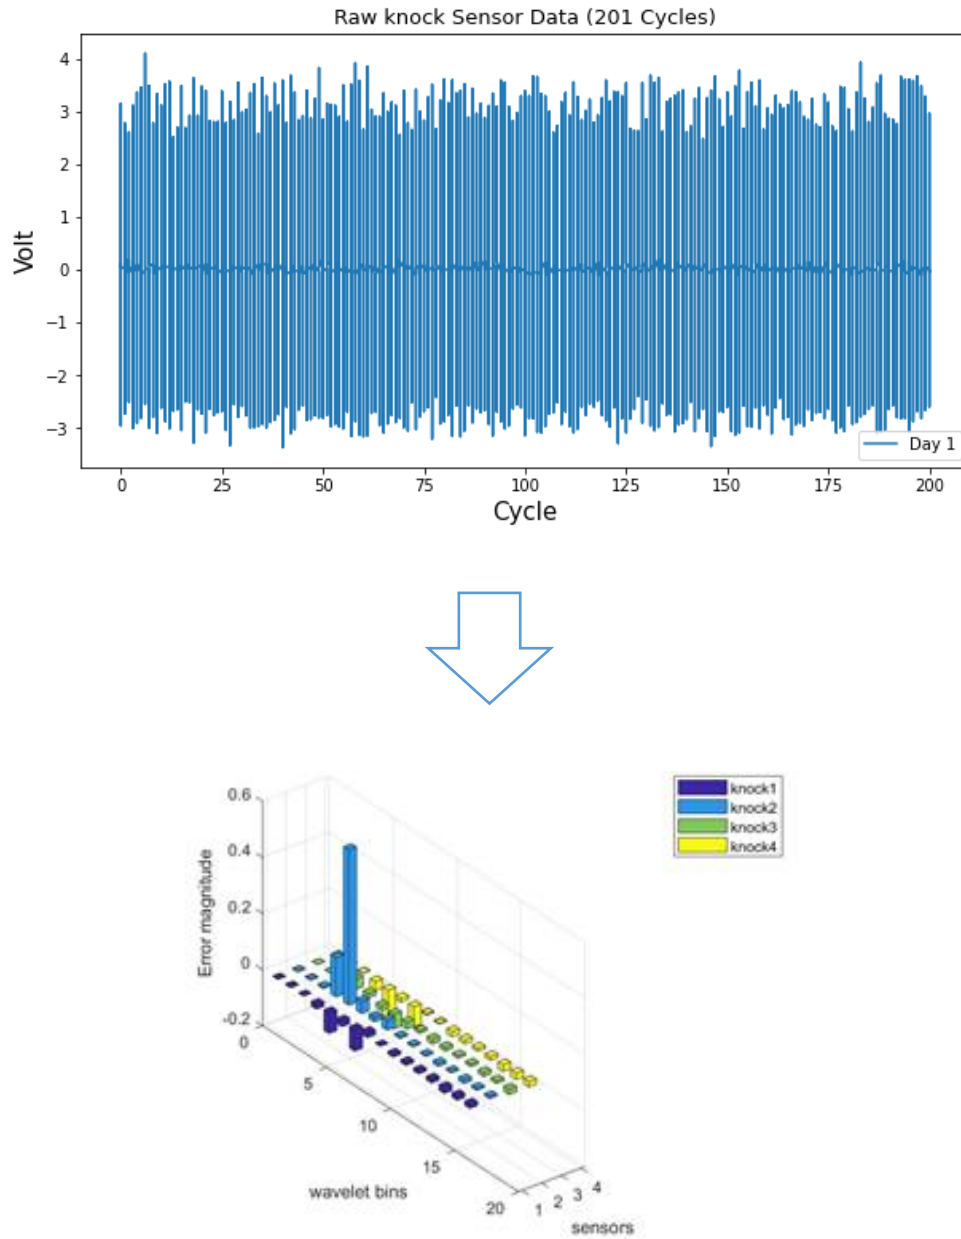 Raw knock Sensor Data (201 Cycles)
4
3
2
1
0
−1
−2
−3
Volt
Day 1
0 25 50 75 100 125 150 175 200
Cycle
knock1
knock2
knock3
knock4
0.6
0.4
0.2
0
-0.2
Error magnitude
0
5
10
15
20
wavelet bins
1 2 3 4
sensors